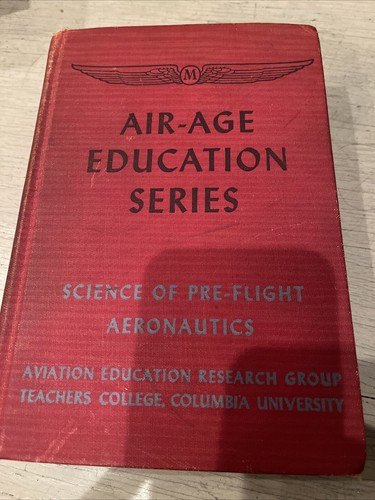 M
AIR-AGE
EDUCATION
SERIES
SCIENCE OF PRE-FLIGHT
AERONAUTICS
AVIATION EDUCATION RESEARCH GROUP
TEACHERS COLLEGE, COLUMBIA UNIVERSITY